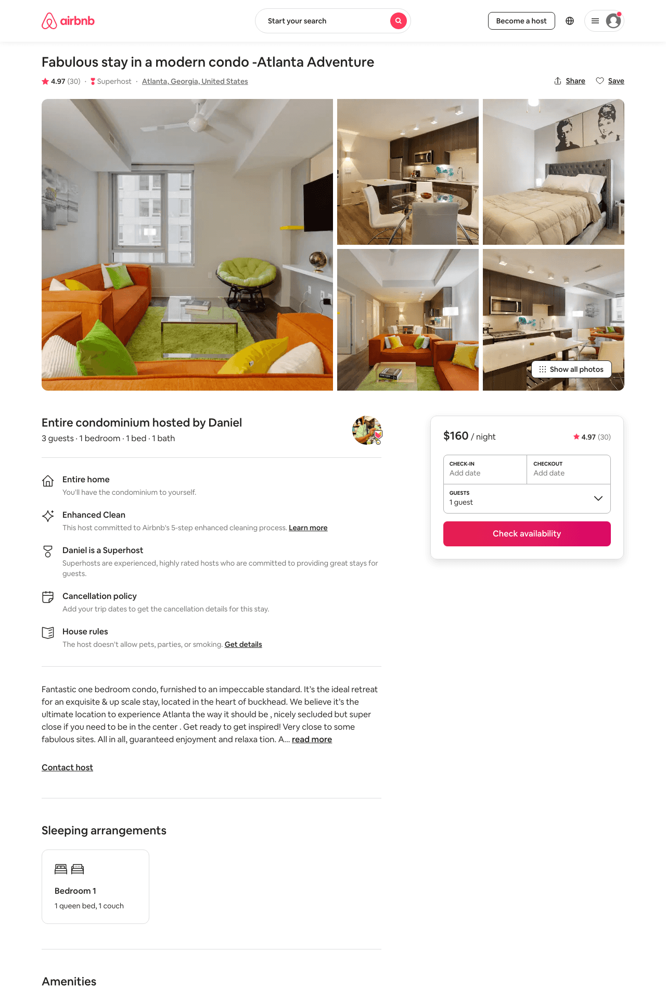 airbnb
Start your search
Become a host
Fabulous stay in a modern condo -Atlanta Adventure
4.97 (30) · Superhost · Atlanta, Georgia, United States
Share
Save
Show all photos
Entire condominium hosted by Daniel
3 guests · 1 bedroom · 1 bed · 1 bath
Entire home
You’ll have the condominium to yourself.
Enhanced Clean
This host committed to Airbnb's 5-step enhanced cleaning process. Learn more
Daniel is a Superhost
Superhosts are experienced, highly rated hosts who are committed to providing great stays for
guests.
Cancellation policy
Add your trip dates to get the cancellation details for this stay.
House rules
The host doesn’t allow pets, parties, or smoking. Get details
Fantastic one bedroom condo, furnished to an impeccable standard. It’s the ideal retreat
for an exquisite & up scale stay, located in the heart of buckhead. We believe it’s the
ultimate location to experience Atlanta the way it should be , nicely secluded but super
close if you need to be in the center . Get ready to get inspired! Very close to some
fabulous sites. All in all, guaranteed enjoyment and relaxa tion. A... read more
Contact host
$160 / night
4.97 (30)
CHECK-IN
Add date
CHECKOUT
Add date
GUESTS
1 guest
Check availability
Sleeping arrangements
Bedroom 1
1 queen bed, 1 couch
Amenities